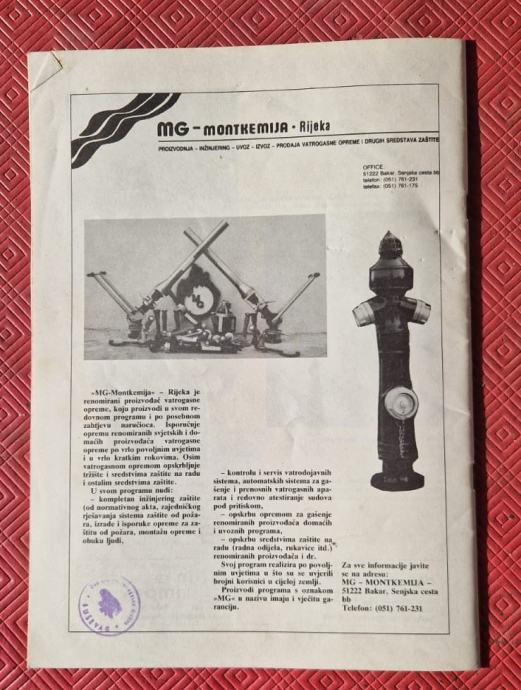 MG – MONTKEMIJA • Rijeka
PROIZVODNJA – INŽINJERING – UVOZ – IZVOZ – PRODAJA VATROGASNE OPREME I DRUGIH SREDSTAVA ZAŠTITE
OFFICE
51222 Bakar, Senjska cesta bb
telefon: (051) 761-231
telefax: (051) 761-175
»MG-Montkemija« – Rijeka je
renomirani proizvođač vatrogasne
opreme, koju proizvodi u svom re-
dovnom programu i po posebnom
zahtjevu naručioca. Isporučuje
opremu renomiranih svjetskih i do-
maćih proizvođača vatrogasne
opreme po vrlo povoljnim uvjetima
i u vrlo kratkim rokovima. Osim
vatrogasnom opremom opskrbljuje
tržište i sredstvima zaštite na radu
i ostalim sredstvima zaštite.
U svom programu nudi:
– kompletan inžinjering zaštite
(od normativnog akta, zajedničkog
rješavanja sistema zaštite od poža-
ra, izrade i isporuke opreme za za-
štitu od požara, montažu opreme i
obuku ljudi,
– kontrolu i servis vatrodojavnih
sistema, automatskih sistema za ga-
šenje i prenosnih vatrogasnih apa-
rata i redovno atestiranje sudova
pod pritiskom,
– opskrbu opremom za gašenje
renomiranih proizvođača domaćih
i uvoznih programa,
– opskrbu sredstvima zaštite na
radu (radna odijela, rukavice itd.)
renomiranih proizvođača i dr.
Svoj program realizira po povolj-
nim uvjetima u što su se uvjerili
brojni korisnici u cijeloj zemlji.
Proizvodi programa s oznakom
»MG« u nazivu imaju i vječitu ga-
ranciju.
Za sve informacije javite
se na adresu:
MG – MONTKEMIJA –
51222 Bakar, Senjska cesta
bb
Telefon: (051) 761-231